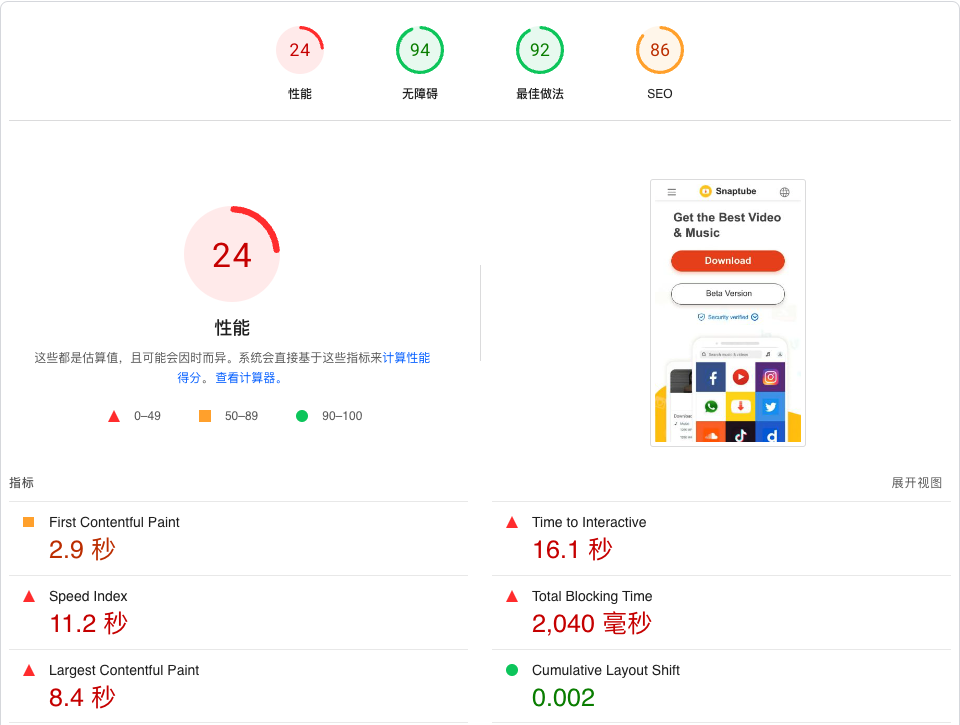 24
94
92
86
性能
无障碍
最佳做法
SEO
24
性能
这些都是估算值，且可能会因时而异。系统会直接基于这些指标来计算性能
得分。查看计算器。
0–49
50–89
90–100
Snaptube
Get the Best Video
& Music
Download
Beta Version
Security verified
Search music & videos
指标
展开视图
First Contentful Paint
2.9 秒
Time to Interactive
16.1 秒
Speed Index
11.2 秒
Total Blocking Time
2,040 毫秒
Largest Contentful Paint
8.4 秒
Cumulative Layout Shift
0.002